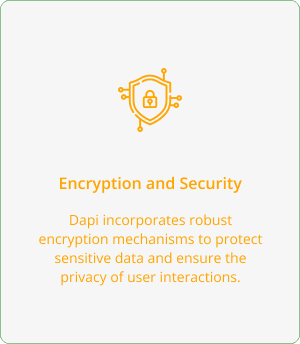 Encryption and Security
Dapi incorporates robust
encryption mechanisms to protect
sensitive data and ensure the
privacy of user interactions.